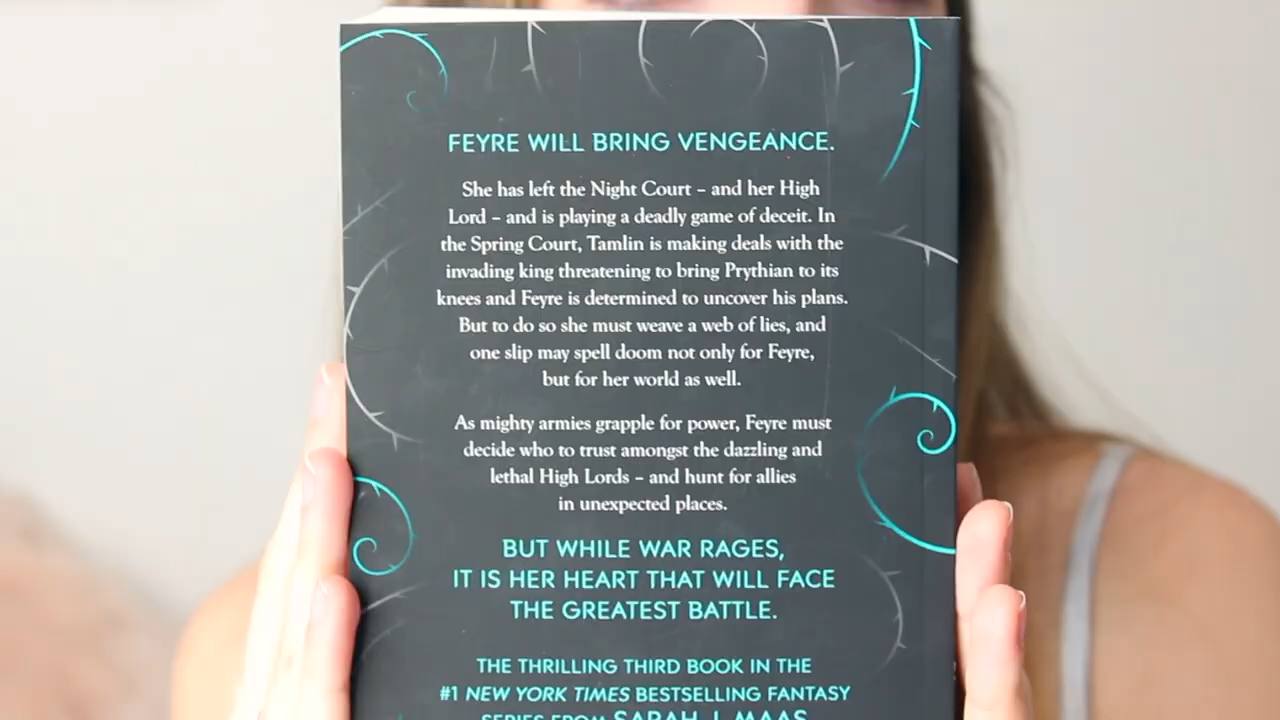 FEYRE WILL BRING VENGEANCE.
She has left the Night Court – and her High
Lord – and is playing a deadly game of deceit. In
the Spring Court, Tamlin is making deals with the
invading king threatening to bring Prythian to its
knees and Feyre is determined to uncover his plans.
But to do so she must weave a web of lies, and
one slip may spell doom not only for Feyre,
but for her world as well.
As mighty armies grapple for power, Feyre must
decide who to trust amongst the dazzling and
lethal High Lords – and hunt for allies
in unexpected places.
BUT WHILE WAR RAGES,
IT IS HER HEART THAT WILL FACE
THE GREATEST BATTLE.
THE THRILLING THIRD BOOK IN THE
#1 NEW YORK TIMES BESTSELLING FANTASY
SERIES FROM SARAH J. MAAS